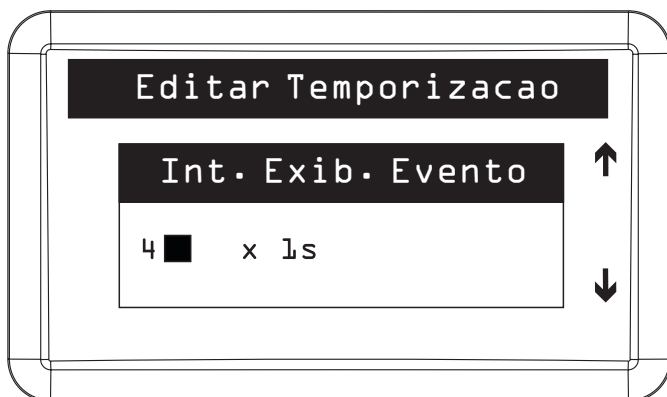 Editar Temporizacao
Int. Exib. Evento
4■ x 1s